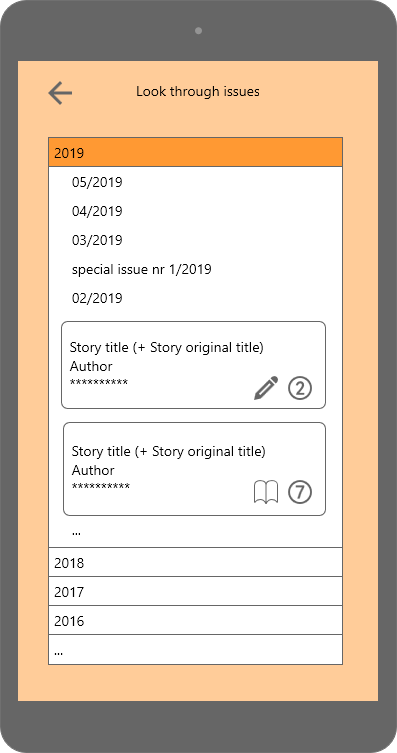 Look through issues
2019
05/2019
04/2019
03/2019
special issue nr 1/2019
02/2019
Story title (+ Story original title)
Author
**********
2
Story title (+ Story original title)
Author
**********
7
...
2018
2017
2016
...